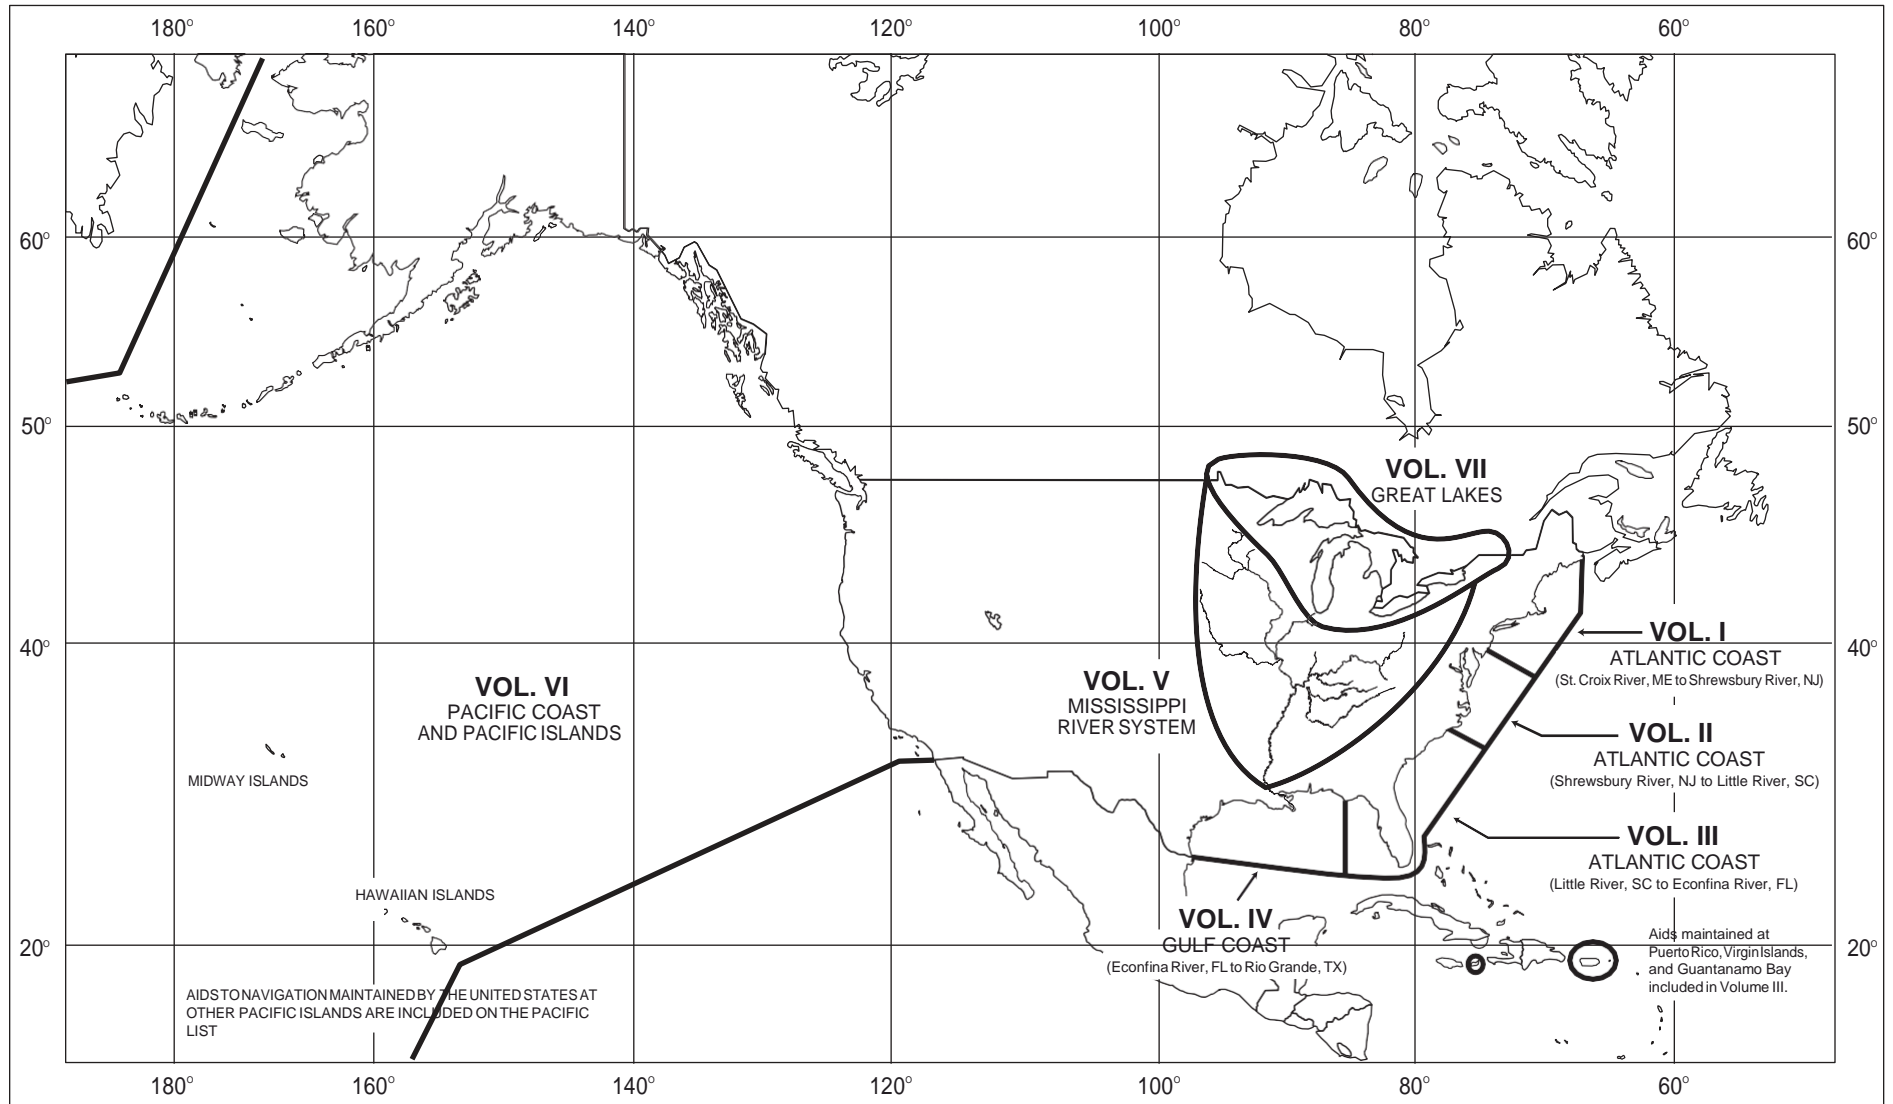 180° 160° 140° 120° 100° 80° 60°
60° 60°
50° 50°
VOL. VII
GREAT LAKES
40° 40°
VOL. I
ATLANTIC COAST
(St. Croix River, ME to Shrewsbury River, NJ)
VOL. VI
PACIFIC COAST
AND PACIFIC ISLANDS
VOL. V
MISSISSIPPI
RIVER SYSTEM
VOL. II
ATLANTIC COAST
(Shrewsbury River, NJ to Little River, SC)
MIDWAY ISLANDS
VOL. III
ATLANTIC COAST
(Little River, SC to Econfina River, FL)
HAWAIIAN ISLANDS
VOL. IV
GULF COAST
(Econfina River, FL to Rio Grande, TX)
20° 20°
Aids maintained at
Puerto Rico, Virgin Islands,
and Guantanamo Bay
included in Volume III.
AIDS TO NAVIGATION MAINTAINED BY THE UNITED STATES AT
OTHER PACIFIC ISLANDS ARE INCLUDED ON THE PACIFIC
LIST
180° 160° 140° 120° 100° 80° 60°